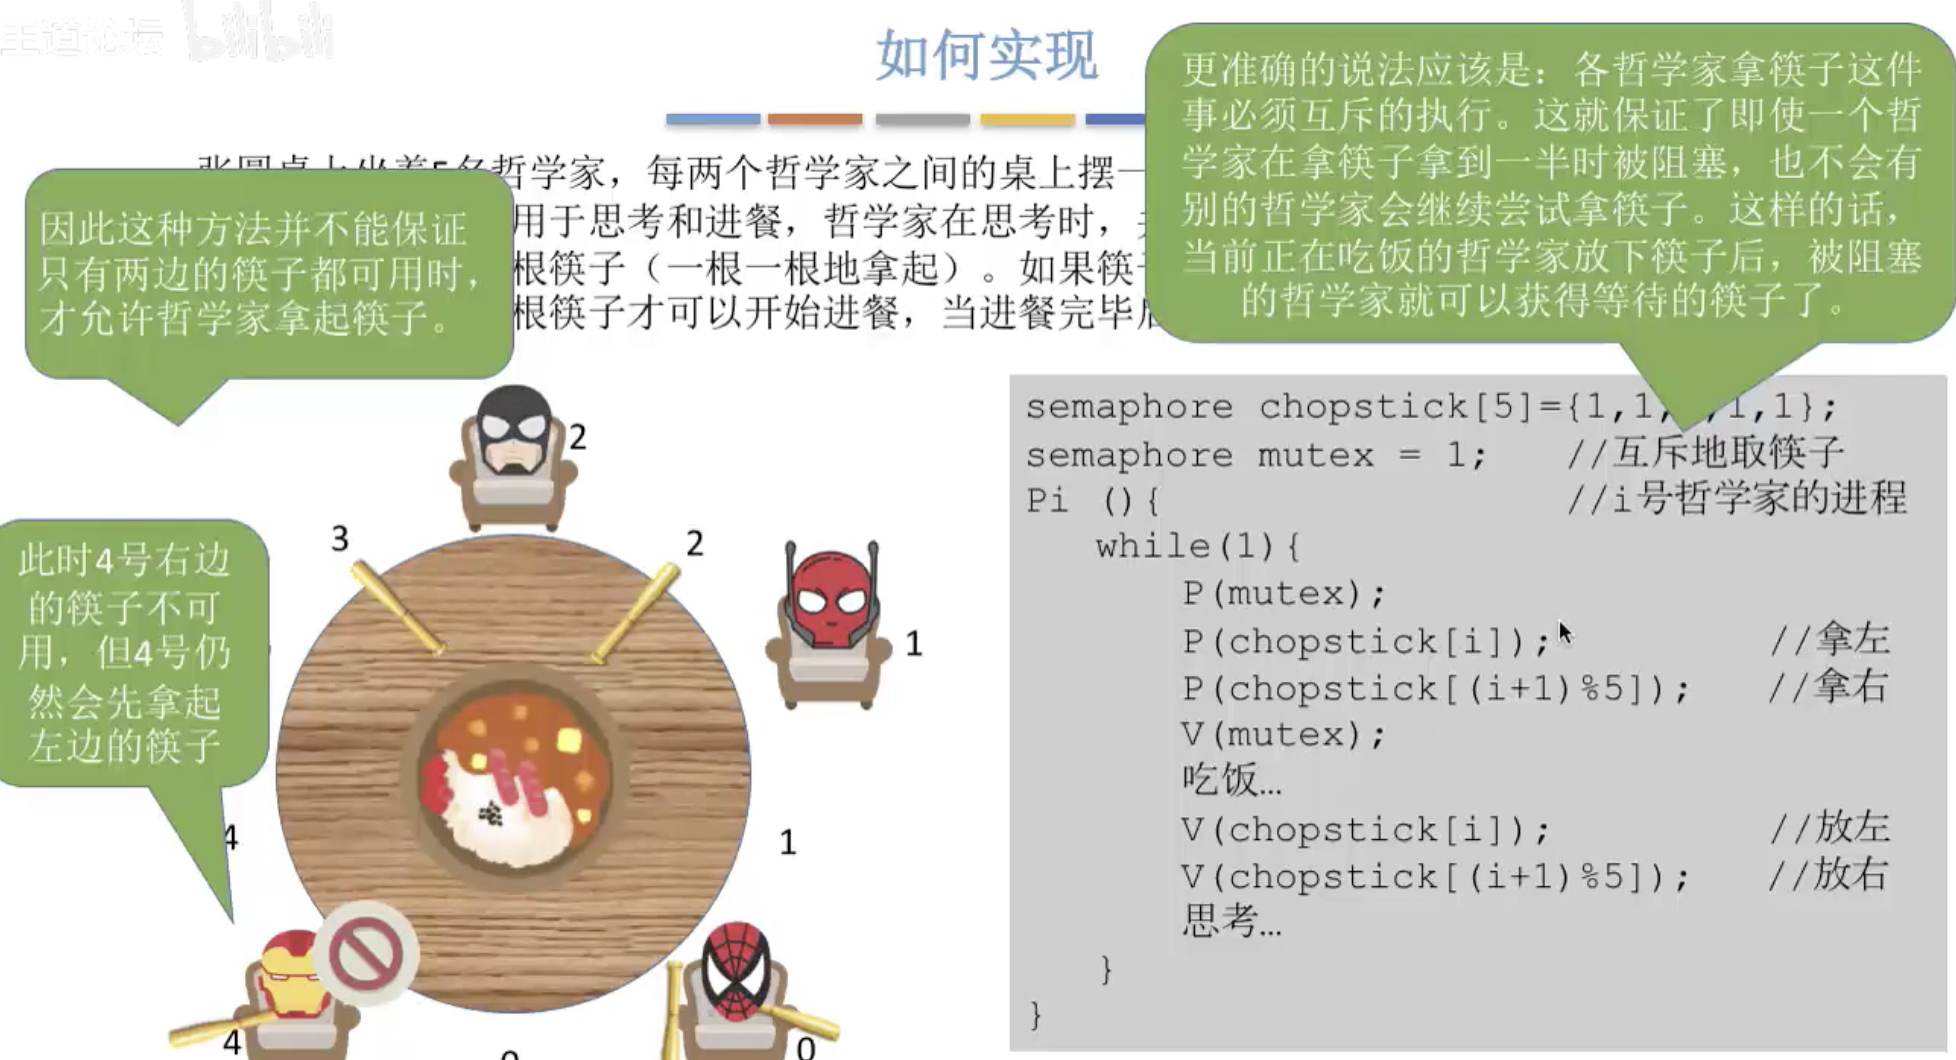 王道论坛 bilibili
如何实现
更准确的说法应该是：各哲学家拿筷子这件
事必须互斥的执行。这就保证了即使一个哲
学家在拿筷子拿到一半时被阻塞，也不会有
别的哲学家会继续尝试拿筷子。这样的话，
当前正在吃饭的哲学家放下筷子后，被阻塞
的哲学家就可以获得等待的筷子了。
张圆桌上坐着5名哲学家，每两个哲学家之间的桌上摆一
用于思考和进餐，哲学家在思考时，
根筷子（一根一根地拿起）。如果筷
根筷子才可以开始进餐，当进餐完毕
因此这种方法并不能保证
只有两边的筷子都可用时，
才允许哲学家拿起筷子。
此时4号右边
的筷子不可
用，但4号仍
然会先拿起
左边的筷子
2
3
2
1
4
1
4
0
0
semaphore chopstick[5]={1,1, ,1,1};
semaphore mutex = 1; //互斥地取筷子
Pi (){ //i号哲学家的进程
while(1){
P(mutex);
P(chopstick[i]); //拿左
P(chopstick[(i+1)%5]); //拿右
V(mutex);
吃饭…
V(chopstick[i]); //放左
V(chopstick[(i+1)%5]); //放右
思考…
}
}